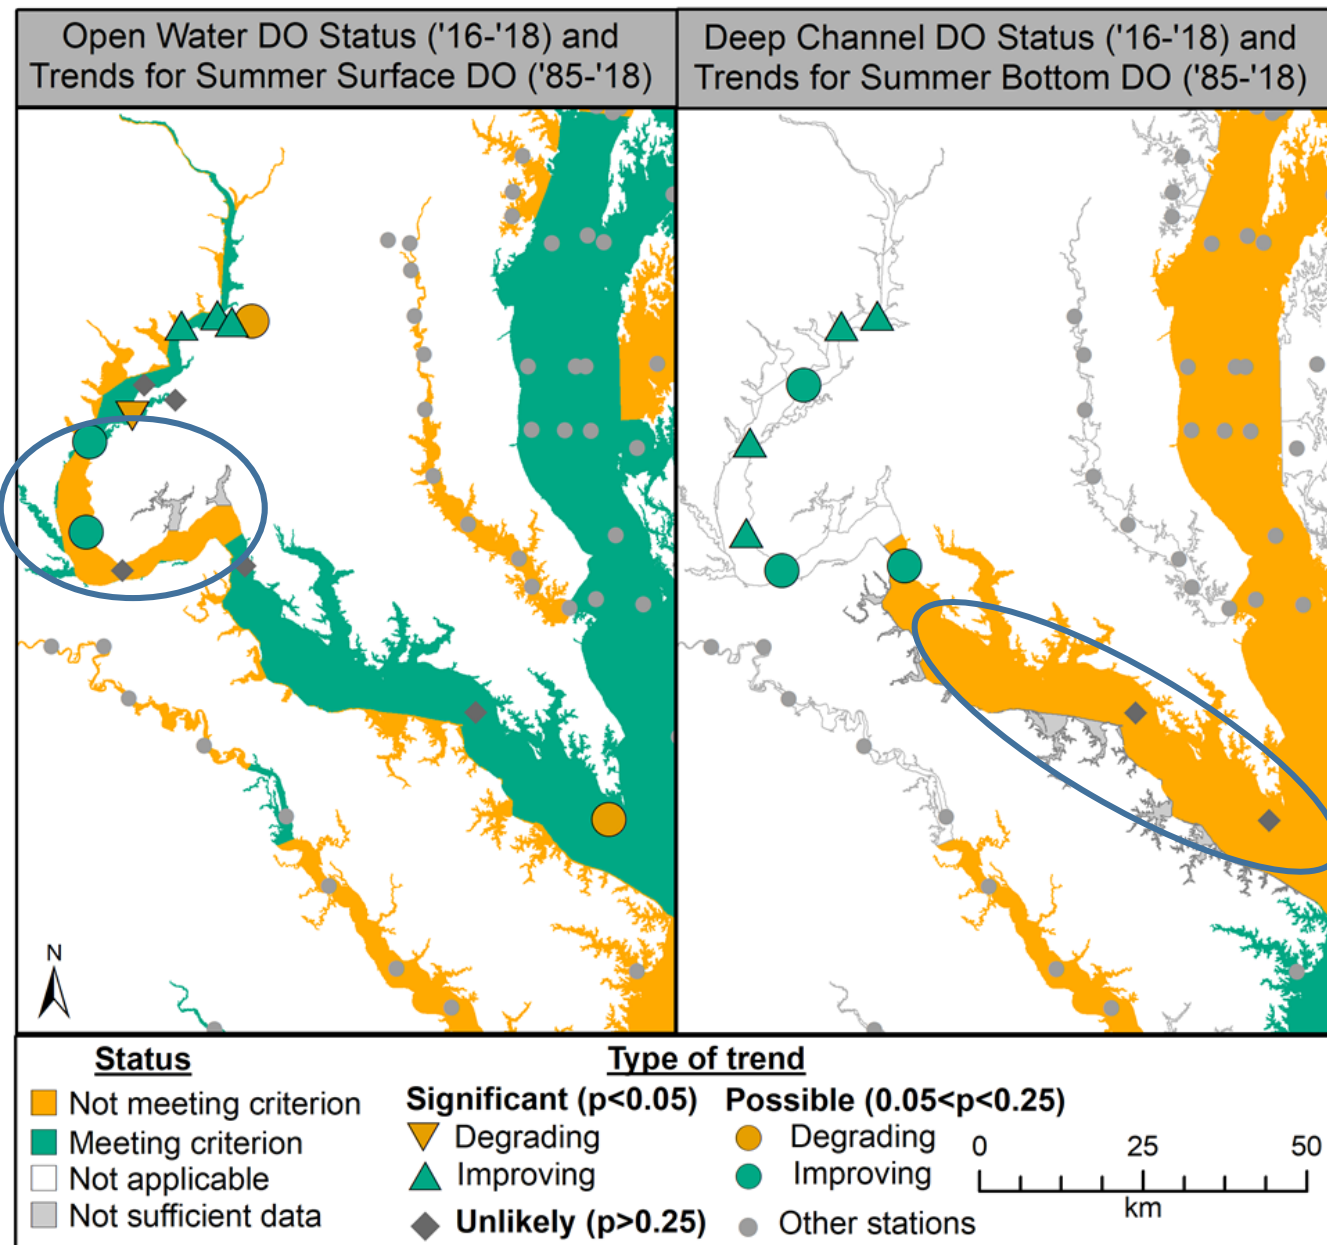 Open Water DO Status ('16-'18) and
Trends for Summer Surface DO ('85-'18)
Deep Channel DO Status ('16-'18) and
Trends for Summer Bottom DO ('85-'18)
N
Status
Not meeting criterion
Meeting criterion
Not applicable
Not sufficient data
Type of trend
Significant (p<0.05)
Degrading
Improving
Unlikely (p>0.25)
Possible (0.05<p<0.25)
Degrading
Improving
Other stations
0 25 50
km